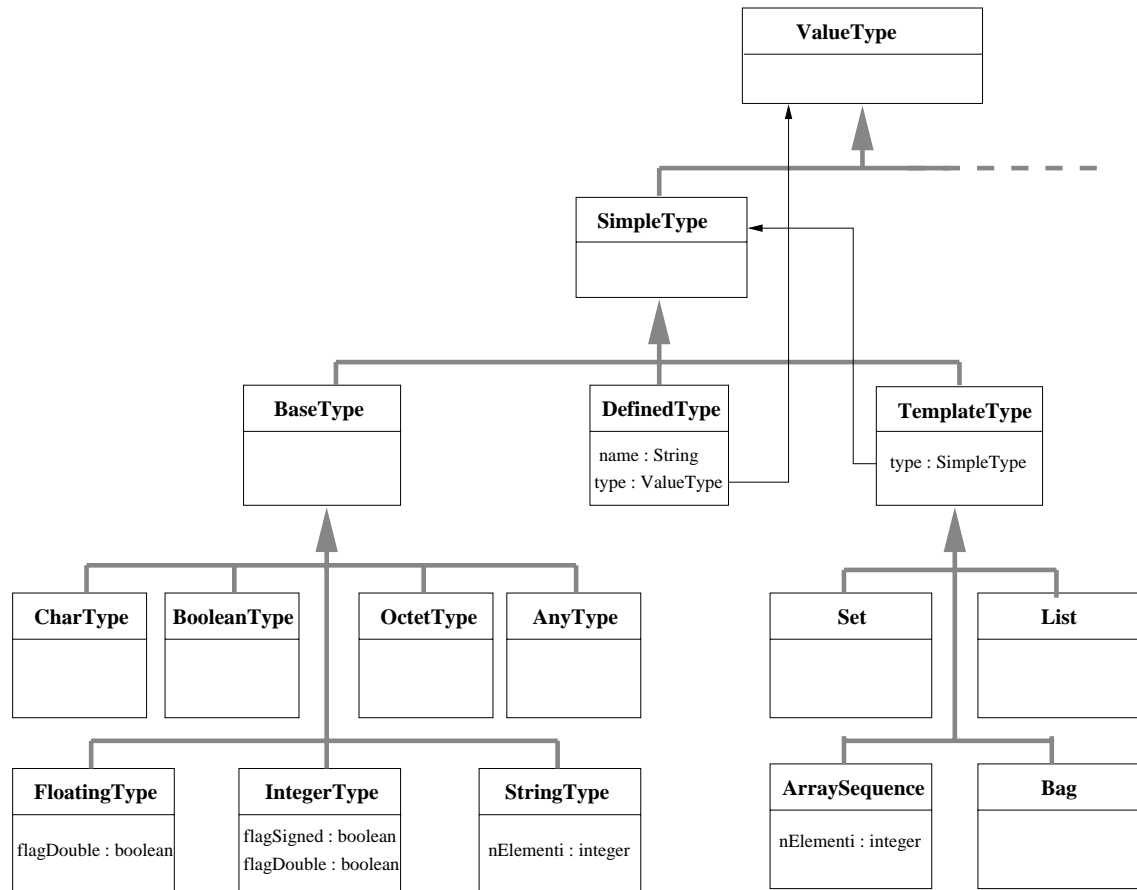 ValueType
SimpleType
BaseType
DefinedType
name : String
type : ValueType
TemplateType
type : SimpleType
CharType
BooleanType
OctetType
AnyType
Set
List
FloatingType
flagDouble : boolean
IntegerType
flagSigned : boolean
flagDouble : boolean
StringType
nElementi : integer
ArraySequence
nElementi : integer
Bag